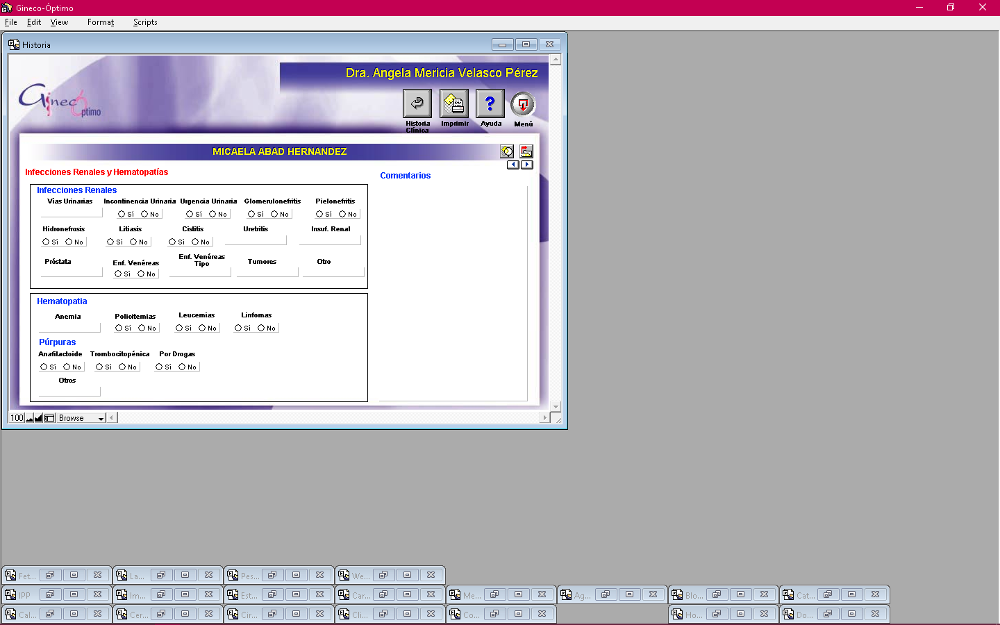 Gineco-Óptimo
File Edit View Format Scripts
Historia
Dra. Angela Mericia Velasco Pérez
Gineco Óptimo
Historia Clínica
Imprimir
Ayuda
Menú
MICAELA ABAD HERNANDEZ
Infecciones Renales y Hematopatías
Comentarios
Infecciones Renales
Vías Urinarias Incontinencia Urinaria Urgencia Urinaria Glomerulonefritis Pielonefritis
Sí No Sí No Sí No Sí No
Hidronefrosis Litiasis Cistitis Uretritis Insuf. Renal
Sí No Sí No Sí No
Próstata Enf. Venéreas Enf. Venéreas Tipo Tumores Otro
Sí No
Hematopatia
Anemia Policitemias Leucemias Linfomas
Sí No Sí No Sí No
Púrpuras
Anafilactoide Trombocitopénica Por Drogas
Sí No Sí No Sí No
Otros
100 Browse
Fet... La... Pes... We...
IPP Im... Est... Car... Me... Ag... Blo... Cat...
Cal... Cer... Cir... Clí... Co... Ho... Do...